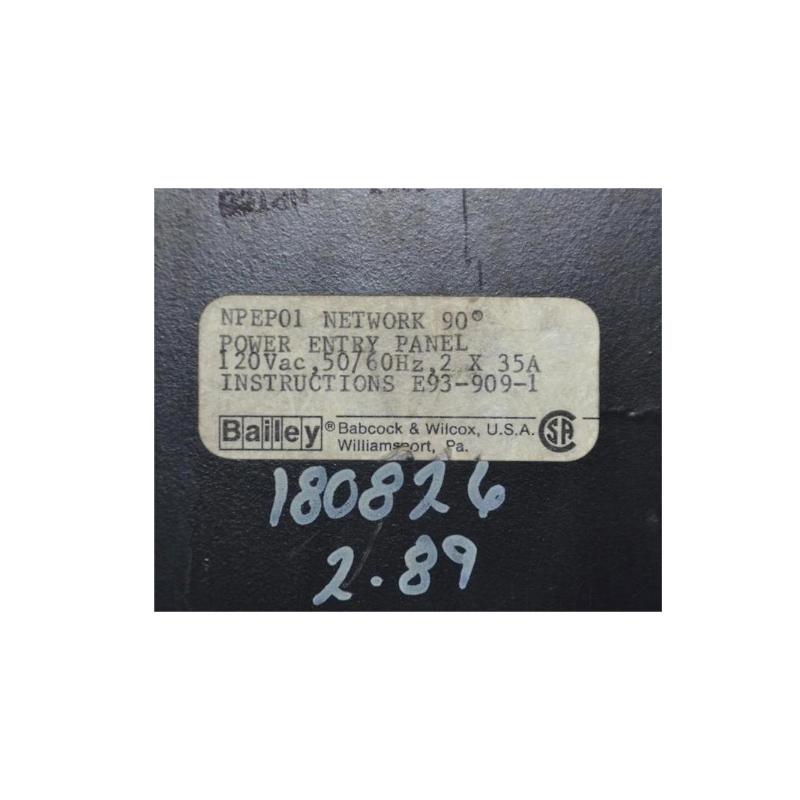 NPEP01 NETWORK 90®
POWER ENTRY PANEL
120Vac,50/60Hz,2 X 35A
INSTRUCTIONS E93-909-1
Bailey® Babcock & Wilcox, U.S.A. SA
Williamsport, Pa.
180826
2.89